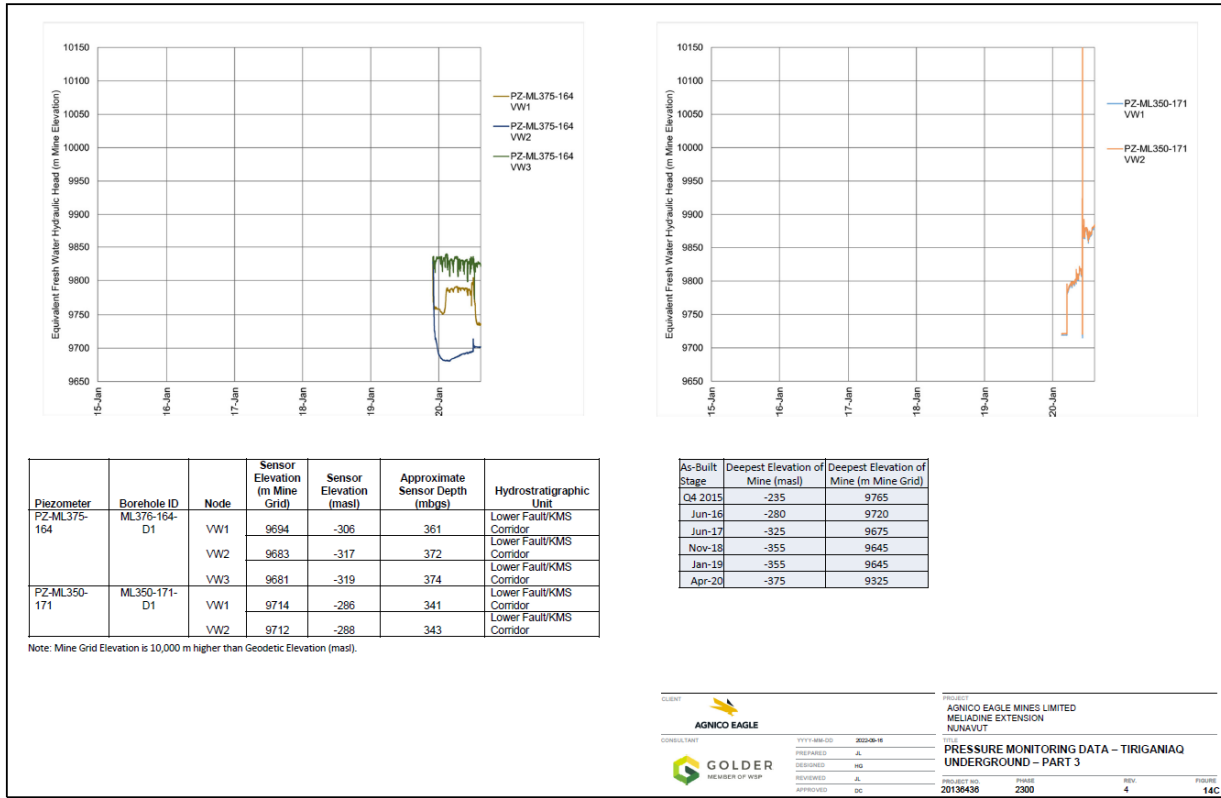 10150
10100
10050
10000
9950
9900
9850
9800
9750
9700
9650
Equivalent Fresh Water Hydraulic Head (m Mine Elevation)
15-Jan
16-Jan
17-Jan
18-Jan
19-Jan
20-Jan
PZ-ML375-164
VW1
PZ-ML375-164
VW2
PZ-ML375-164
VW3
10150
10100
10050
10000
9950
9900
9850
9800
9750
9700
9650
Equivalent Fresh Water Hydraulic Head (m Mine Elevation)
15-Jan
16-Jan
17-Jan
18-Jan
19-Jan
20-Jan
PZ-ML350-171
VW1
PZ-ML350-171
VW2
Piezometer Borehole ID Node Sensor Elevation (m Mine Grid) Sensor Elevation (masl) Approximate Sensor Depth (mbgs) Hydrostratigraphic Unit
PZ-ML375-164 ML376-164-D1 VW1 9694 -306 361 Lower Fault/KMS Corridor
VW2 9683 -317 372 Lower Fault/KMS Corridor
VW3 9681 -319 374 Lower Fault/KMS Corridor
PZ-ML350-171 ML350-171-D1 VW1 9714 -286 341 Lower Fault/KMS Corridor
VW2 9712 -288 343 Lower Fault/KMS Corridor
Note: Mine Grid Elevation is 10,000 m higher than Geodetic Elevation (masl).
As-Built Stage Deepest Elevation of Mine (masl) Deepest Elevation of Mine (m Mine Grid)
Q4 2015 -235 9765
Jun-16 -280 9720
Jun-17 -325 9675
Nov-18 -355 9645
Jan-19 -355 9645
Apr-20 -375 9325
CLIENT
AGNICO EAGLE
PROJECT
AGNICO EAGLE MINES LIMITED
MELIADINE EXTENSION
NUNAVUT
CONSULTANT
GOLDER
MEMBER OF WSP
YYYY-MM-DD 2022-06-16
PREPARED JL
DESIGNED HG
REVIEWED JL
APPROVED DC
TITLE
PRESSURE MONITORING DATA – TIRIGANIAQ
UNDERGROUND – PART 3
PROJECT NO. PHASE REV. FIGURE
20136436 2300 4 14C